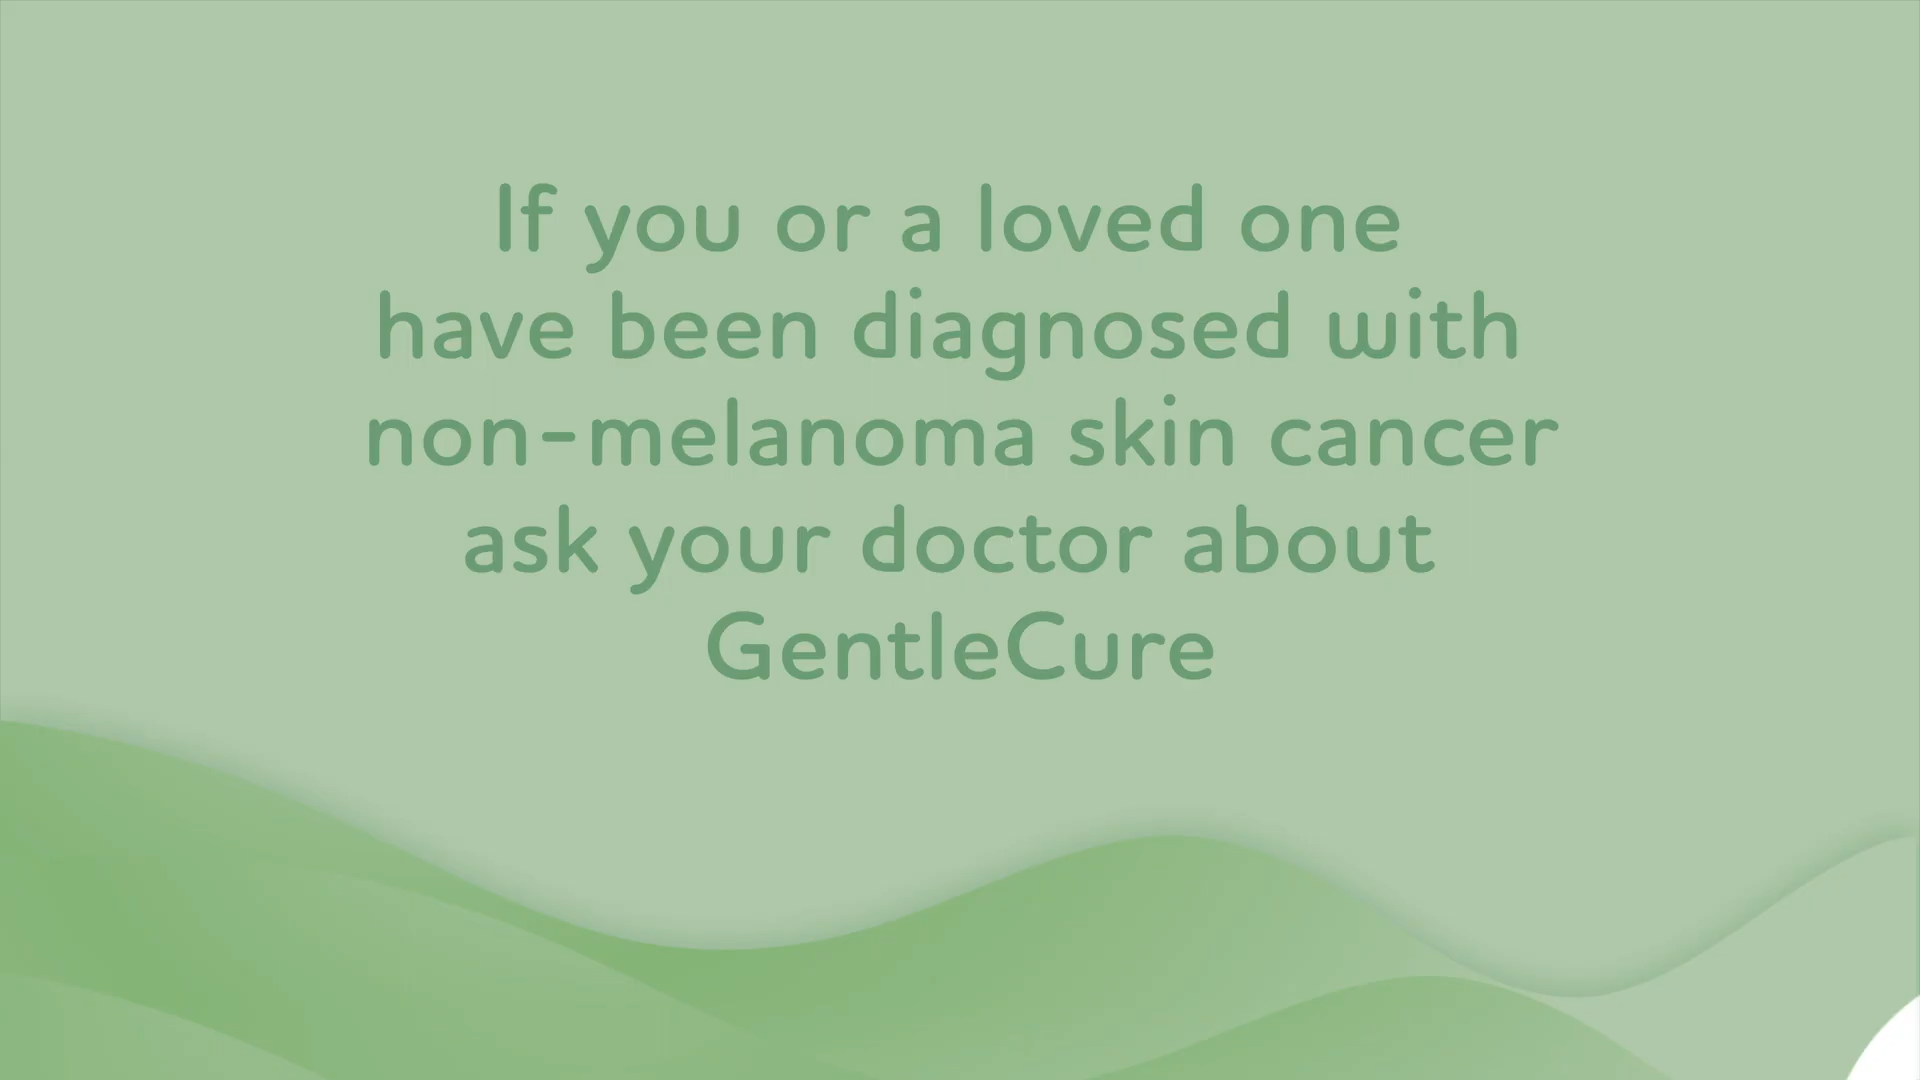 If you or a loved one
have been diagnosed with
non-melanoma skin cancer
ask your doctor about
GentleCure